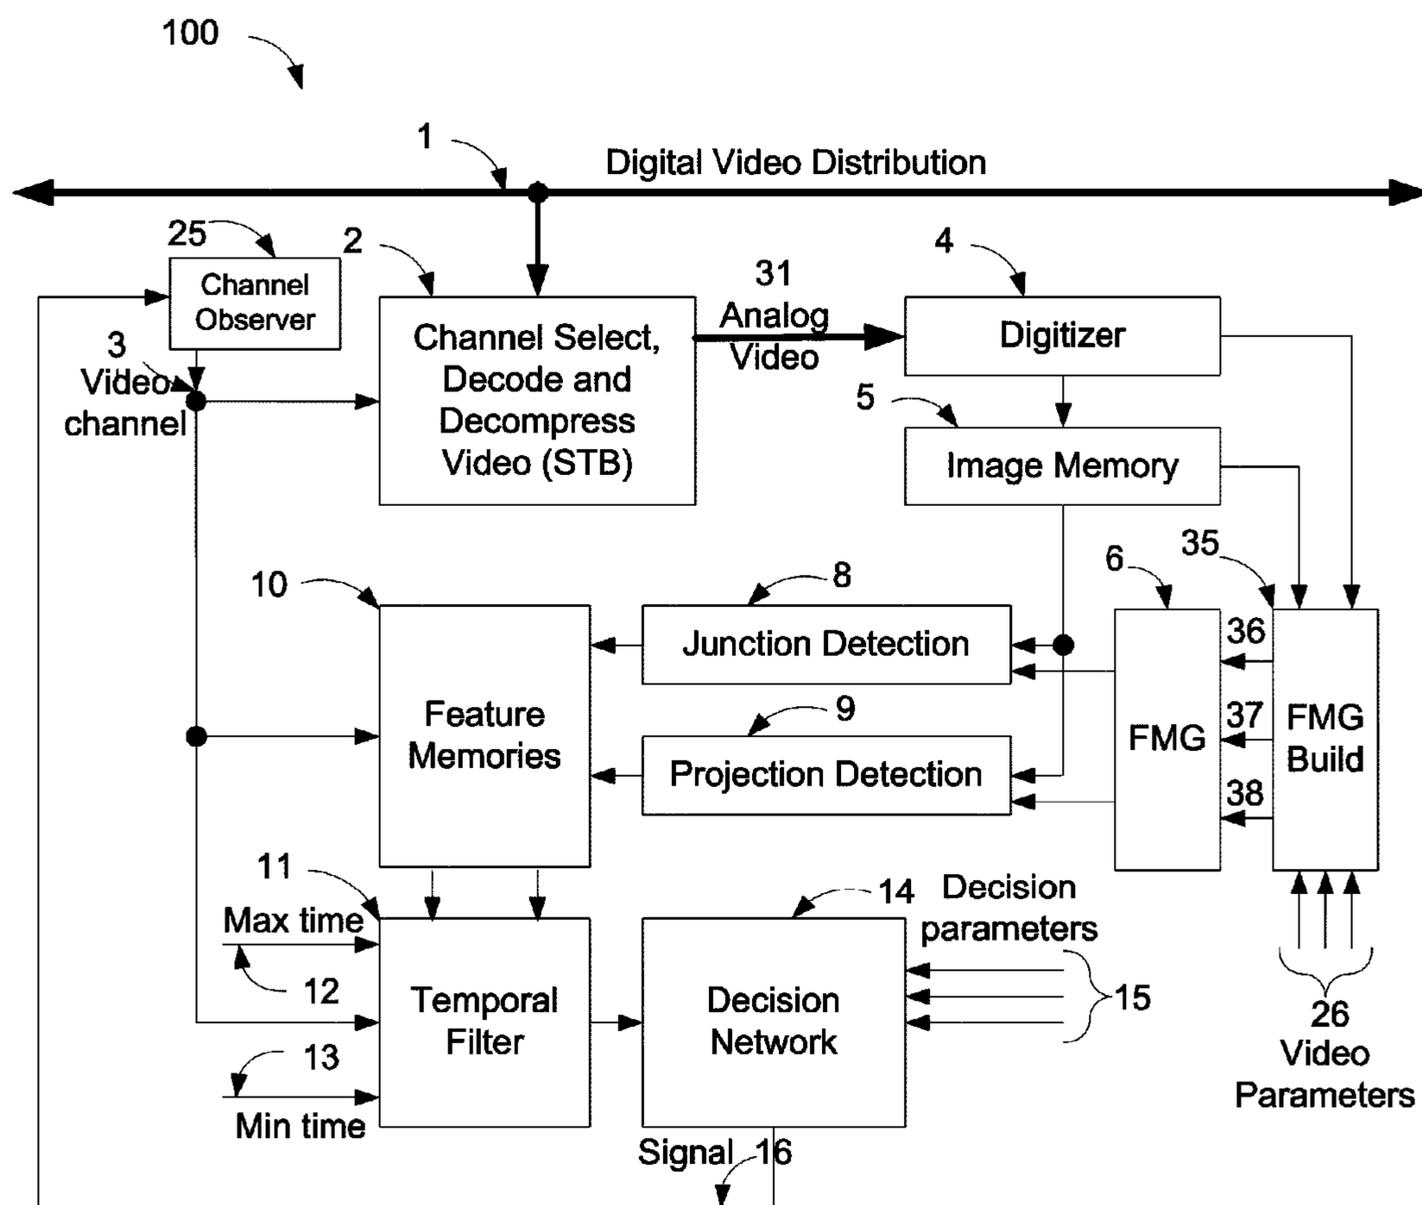 100
1
Digital Video Distribution
25
2
4
31
Channel
Observer
Analog
Video
Channel Select,
Decode and
Decompress
Video (STB)
Digitizer
3
Video
channel
5
Image Memory
10
8
6
35
Junction Detection
36
Feature
Memories
9
37
FMG
FMG
Build
Projection Detection
38
11
14
Decision
parameters
Max time
12
Temporal
Filter
Decision
Network
15
26
Video
Parameters
13
Min time
Signal
16